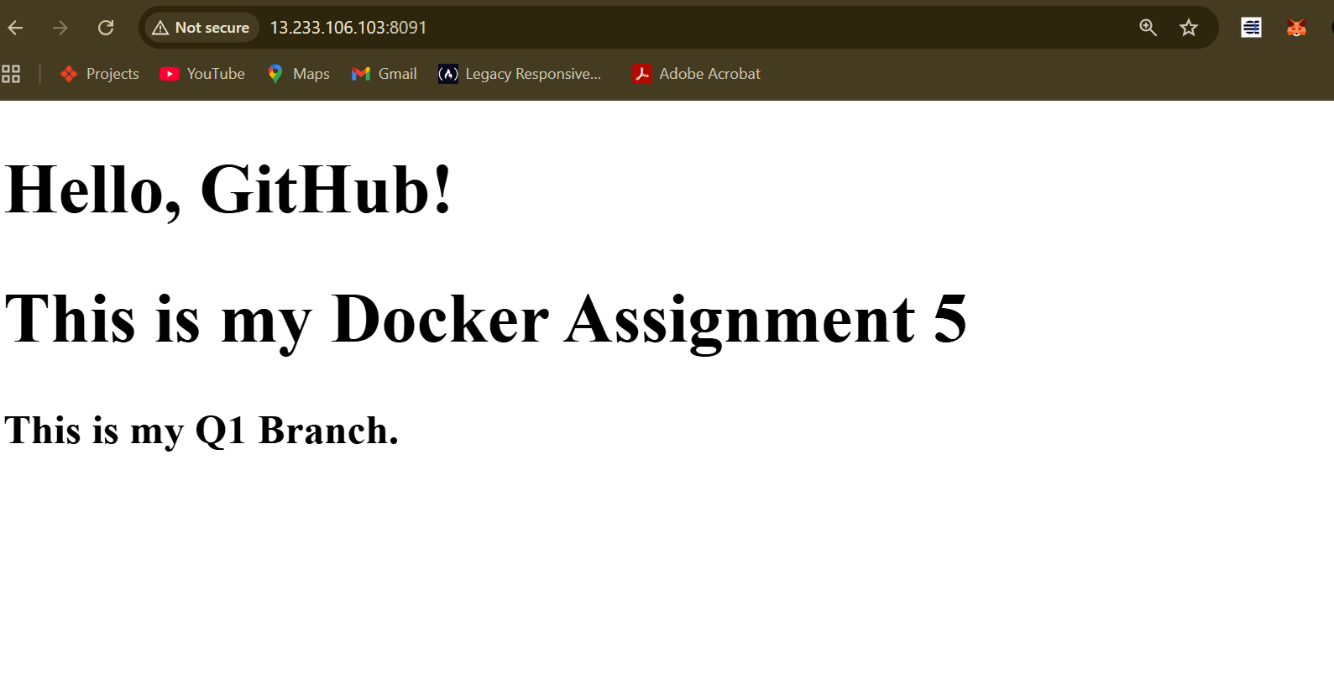 Not secure 13.233.106.103:8091
Projects YouTube Maps Gmail Legacy Responsive... Adobe Acrobat
Hello, GitHub!
This is my Docker Assignment 5
This is my Q1 Branch.